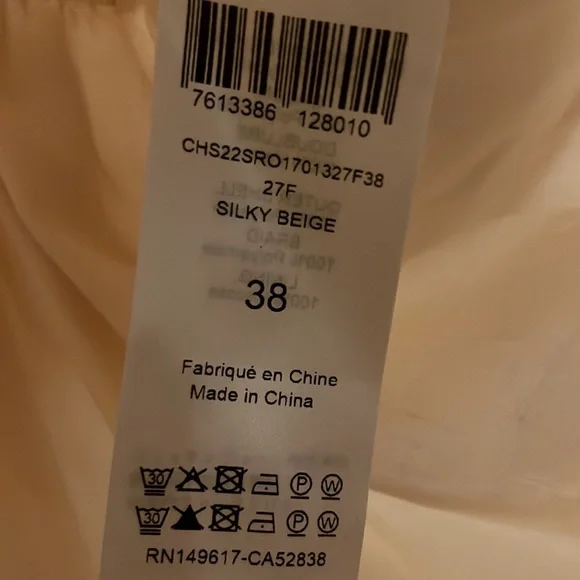 7613386 128010
CHS22SRO1701327F38
27F
SILKY BEIGE
38
Fabriqué en Chine
Made in China
30 P W
30 P W
RN149617-CA52838